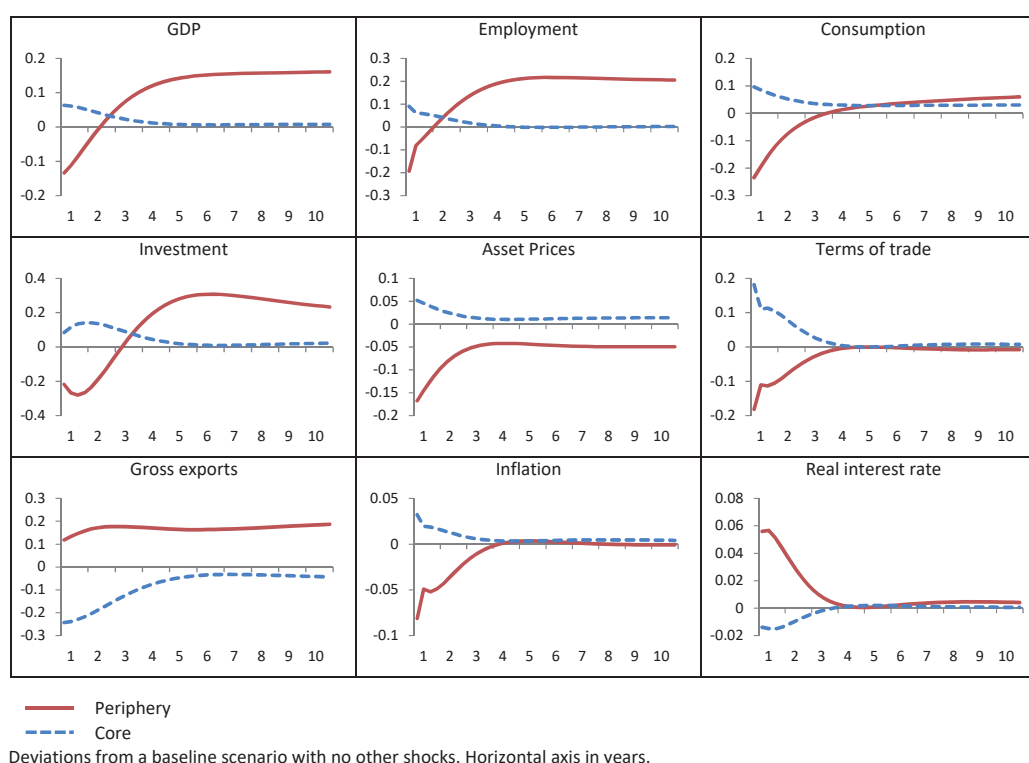 GDP
0.2
0.1
0
0.1
-0.2
1 2 3 4 5 6 7 8 9 10
Employment
0.3
0.2
0.1
0
-0.1
-0.2
-0.3
1 2 3 4 5 6 7 8 9 10
Consumption
0.2
0.1
0
-0.1
-0.2
-0.3
1 2 3 4 5 6 7 8 9 10
Investment
0.4
0.2
0
-0.2
-0.4
1 2 3 4 5 6 7 8 9 10
Asset Prices
0.1
0.05
0
-0.05
-0.1
-0.15
-0.2
1 2 3 4 5 6 7 8 9 10
Terms of trade
0.2
0.1
0
-0.1
-0.2
1 2 3 4 5 6 7 8 9 10
Gross exports
0.3
0.2
0.1
0
-0.1
-0.2
-0.3
1 2 3 4 5 6 7 8 9 10
Inflation
0.05
0
-0.05
-0.1
1 2 3 4 5 6 7 8 9 10
Real interest rate
0.08
0.06
0.04
0.02
0
-0.02
1 2 3 4 5 6 7 8 9 10
Periphery
Core
Deviations from a baseline scenario with no other shocks. Horizontal axis in years.